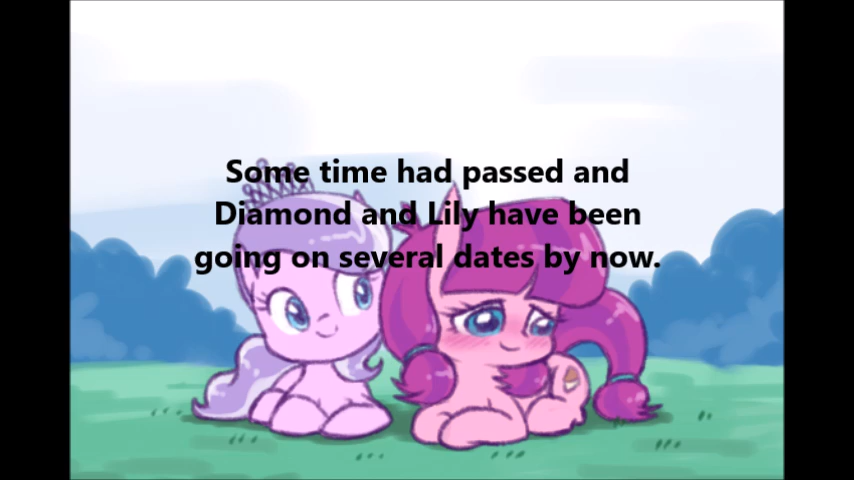 Some time had passed and
Diamond and Lily have been
going on several dates by now.